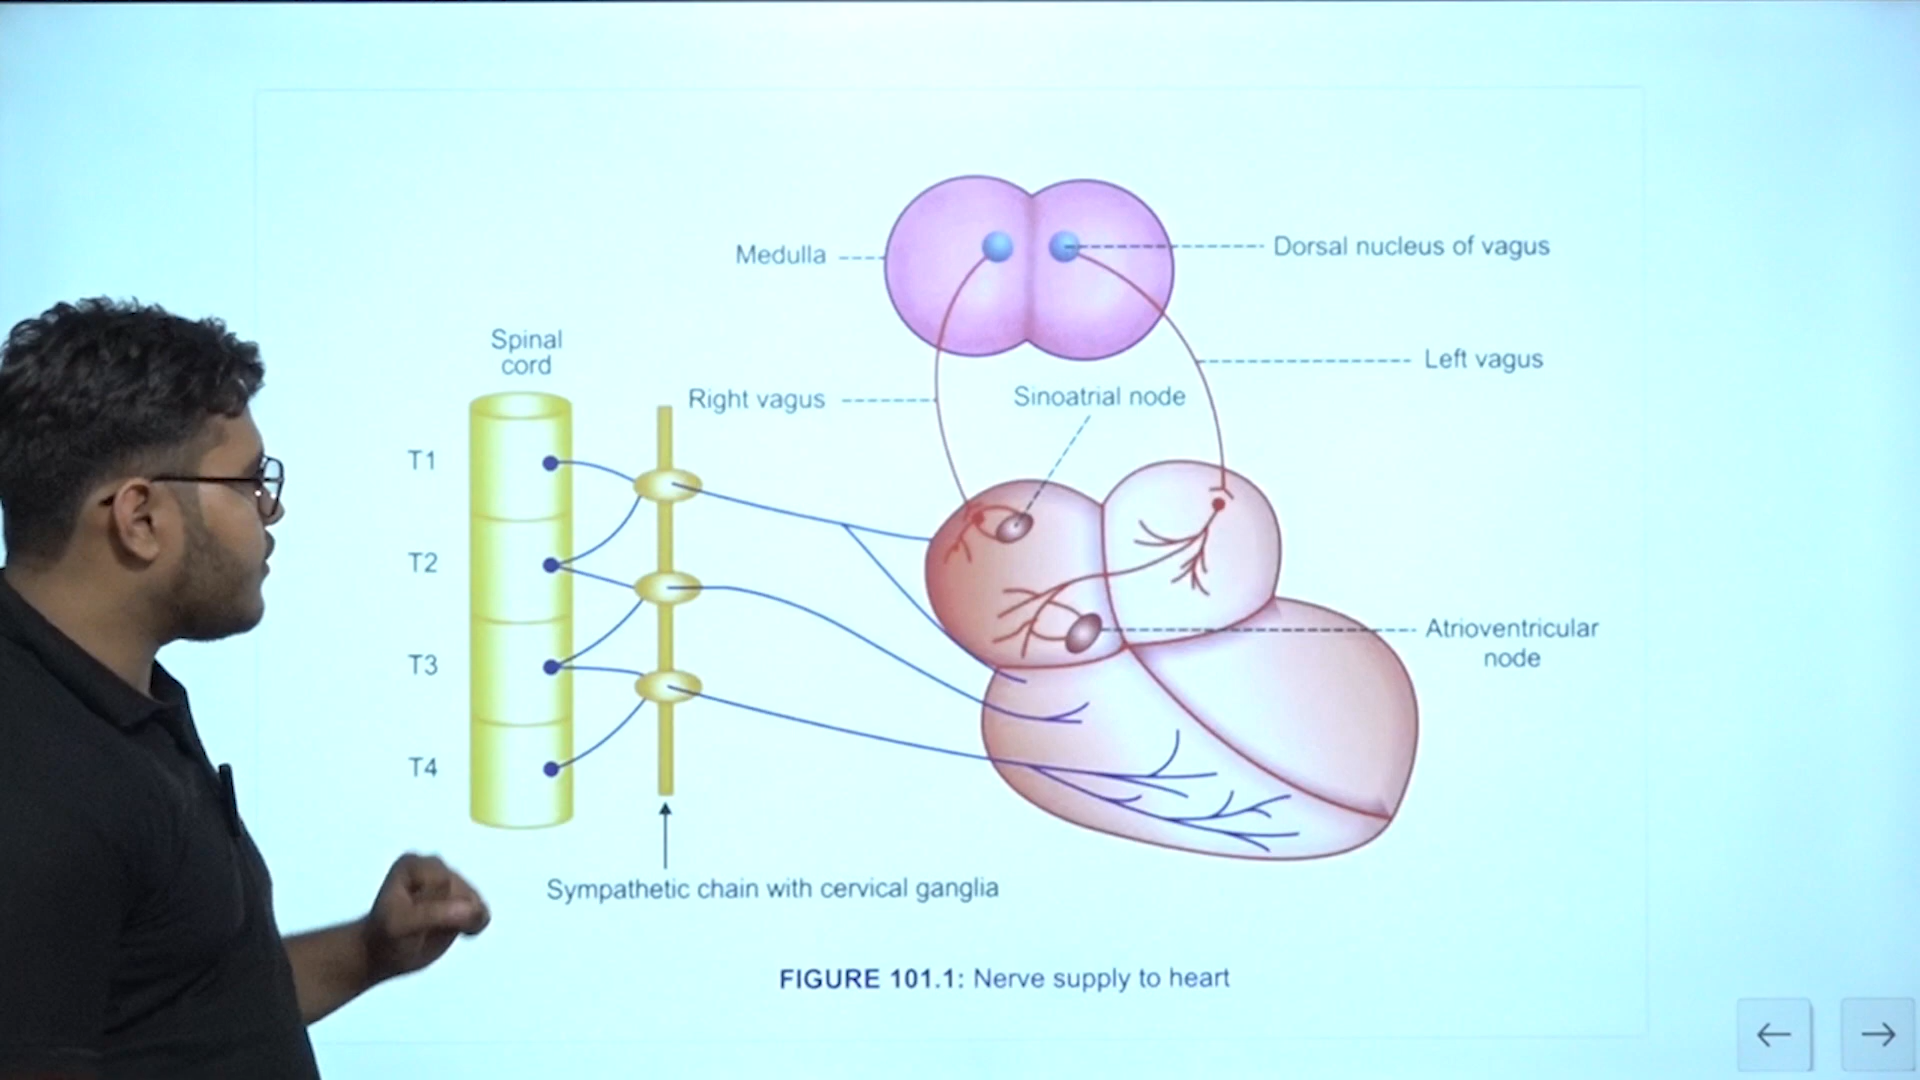 Medulla
Dorsal nucleus of vagus
Spinal
cord
Left vagus
Right vagus
Sinoatrial node
T1
T2
T3
T4
Atrioventricular
node
Sympathetic chain with cervical ganglia
FIGURE 101.1: Nerve supply to heart